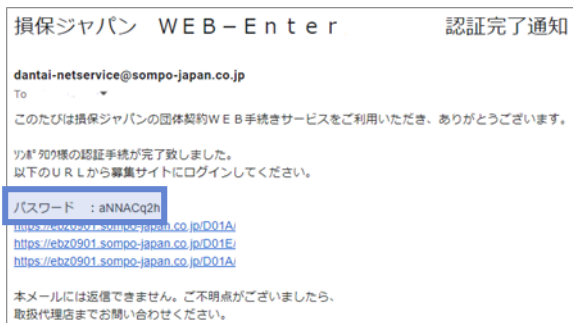 損保ジャパン　ＷＥＢ－Ｅｎｔｅｒ　　　　認証完了通知
dantai-netservice@sompo-japan.co.jp
To
このたびは損保ジャパンの団体契約ＷＥＢ手続きサービスをご利用いただき、ありがとうございます。
ｿﾝﾎﾟﾀﾛｳ様の認証手続が完了致しました。
以下のＵＲＬから募集サイトにログインしてください。
パスワード　：aNNACq2h
https://ebz0901.sompo-japan.co.jp/D01A/
https://ebz0901.sompo-japan.co.jp/D01E/
https://ebz0901.sompo-japan.co.jp/D01A/
本メールには返信できません。ご不明点がございましたら、
取扱代理店までお問い合わせください。